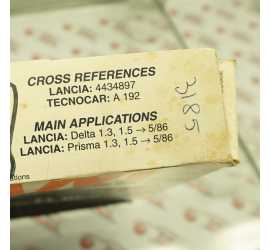 CROSS REFERENCES
LANCIA: 4434897
TECNOCAR: A 192
MAIN APPLICATIONS
LANCIA: Delta 1.3, 1.5 → 5/86
LANCIA: Prisma 1.3, 1.5 → 5/86
3185